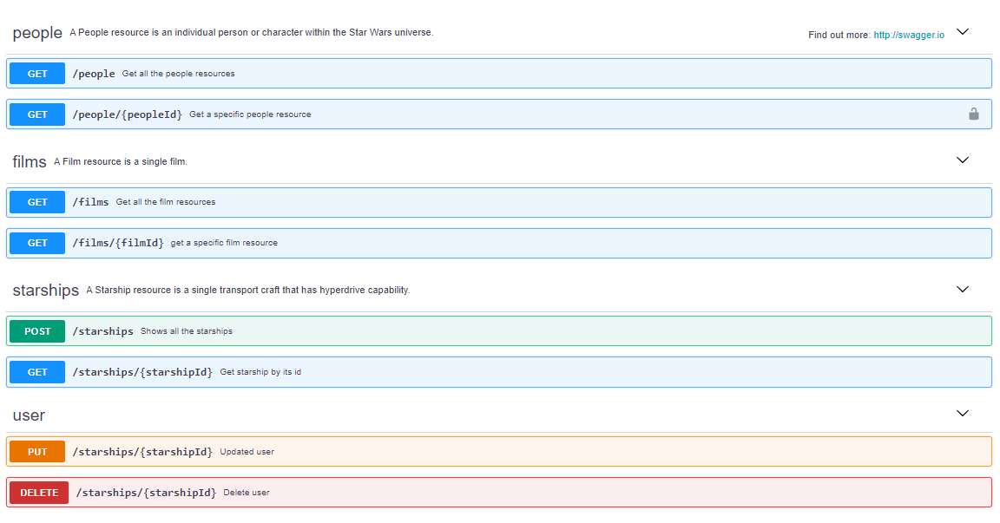 people A People resource is an individual person or character within the Star Wars universe. Find out more: http://swagger.io
GET /people Get all the people resources
GET /people/{peopleId} Get a specific people resource
films A Film resource is a single film.
GET /films Get all the film resources
GET /films/{filmId} get a specific film resource
starships A Starship resource is a single transport craft that has hyperdrive capability.
POST /starships Shows all the starships
GET /starships/{starshipId} Get starship by its id
user
PUT /starships/{starshipId} Updated user
DELETE /starships/{starshipId} Delete user